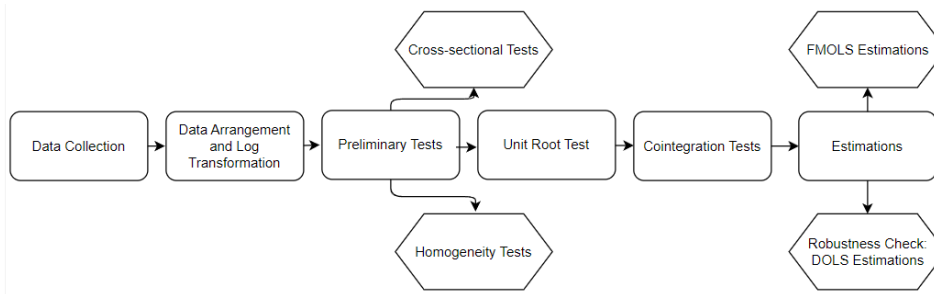 Cross-sectional Tests
FMOLS Estimations
Data Collection
Data Arrangement
and Log
Transformation
Preliminary Tests
Unit Root Test
Cointegration Tests
Estimations
Homogeneity Tests
Robustness Check:
DOLS Estimations